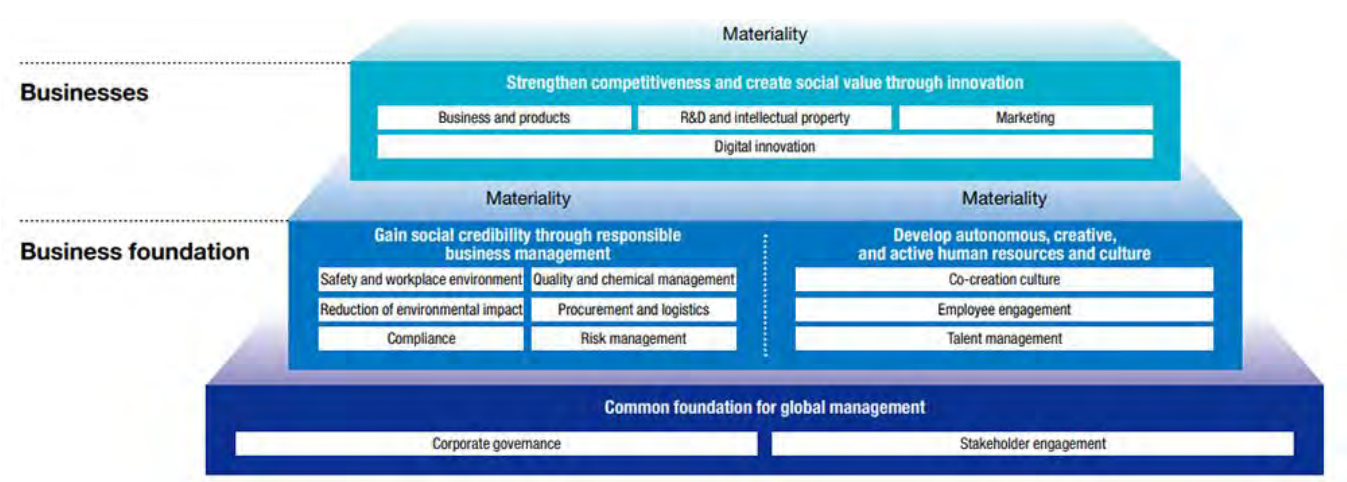 Materiality
Businesses
Strengthen competitiveness and create social value through innovation
Business and products
R&D and intellectual property
Marketing
Digital innovation
Materiality
Materiality
Business foundation
Gain social credibility through responsible
business management
Safety and workplace environment
Quality and chemical management
Reduction of environmental impact
Procurement and logistics
Compliance
Risk management
Develop autonomous, creative,
and active human resources and culture
Co-creation culture
Employee engagement
Talent management
Common foundation for global management
Corporate governance
Stakeholder engagement